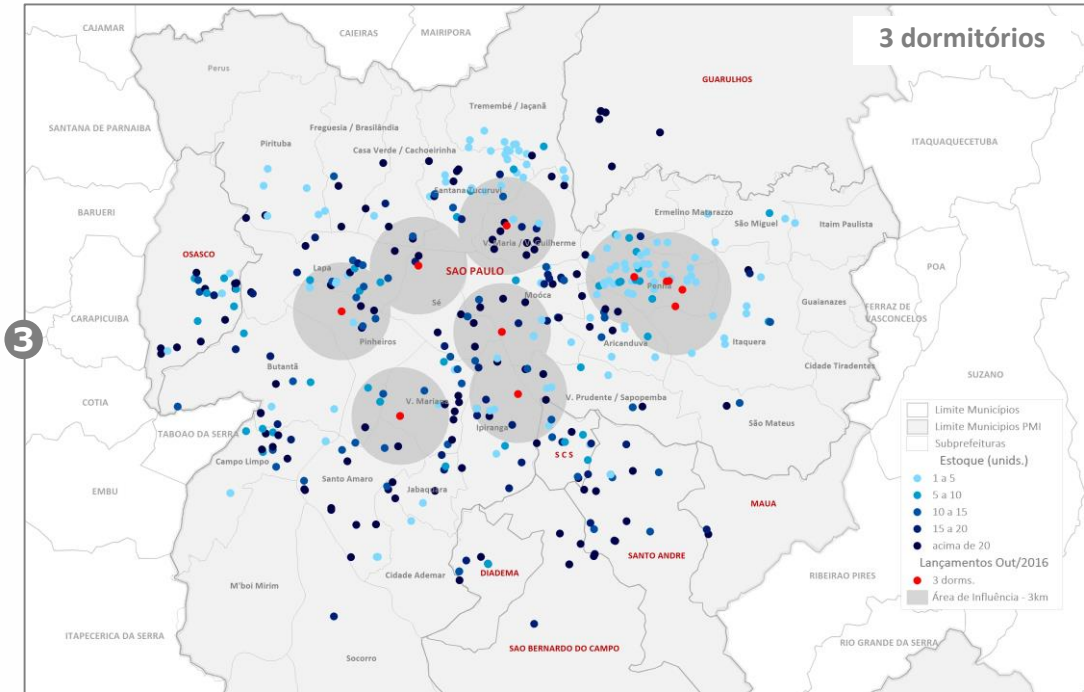 3 dormitórios
3
CAJAMAR
CAIEIRAS
MAIRIPORA
Perus
GUARULHOS
SANTANA DE PARNAIBA
Tremembé / Jaçanã
Freguesia / Brasilândia
Pirituba
Casa Verde / Cachoeirinha
ITAQUAQUECETUBA
BARUERI
Ermelino Matarazzo
São Miguel
Itaim Paulista
V. Maria / V. Guilherme
OSASCO
Lapa
SAO PAULO
Penha
POA
Moóca
Sé
CARAPICUIBA
Guaianazes
FERRAZ DE
VASCONCELOS
Pinheiros
Aricanduva
Itaquera
Butantã
Cidade Tiradentes
SUZANO
COTIA
V. Mariana
V. Prudente / Sapopemba
TABOAO DA SERRA
Ipiranga
São Mateus
Campo Limpo
S C S
Santo Amaro
EMBU
Jabaquara
MAUA
SANTO ANDRE
Cidade Ademar
DIADEMA
M'boi Mirim
RIBEIRAO PIRES
ITAPECERICA DA SERRA
SAO BERNARDO DO CAMPO
RIO GRANDE DA SERRA
Socorro
Limite Municípios
Limite Municipios PMI
Subprefeituras
Estoque (unids.)
1 a 5
5 a 10
10 a 15
15 a 20
acima de 20
Lançamentos Out/2016
3 dorms.
Área de Influência - 3km